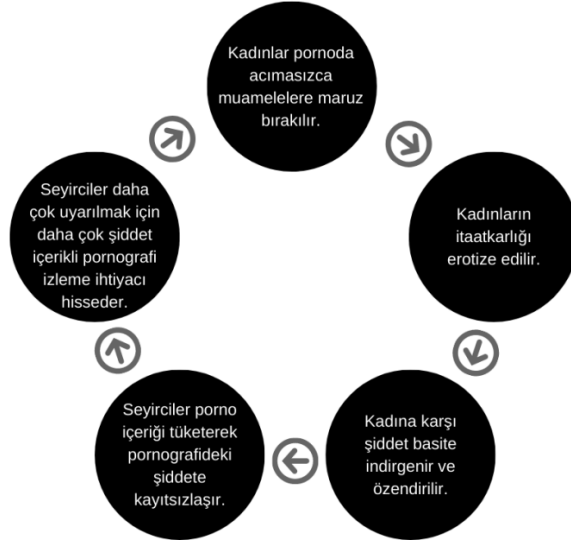 Kadınlar pornoda
acımasızca
muamelelere maruz
bırakılır.
Kadınların
itaatkarlığı
erotize edilir.
Kadına karşı
şiddet basite
indirgenir ve
özendirilir.
Seyirciler porno
içeriği tüketerek
pornografideki
şiddete
kayıtsızlaşır.
Seyirciler daha
çok uyarılmak için
daha çok şiddet
içerikli pornografi
izleme ihtiyacı
hisseder.